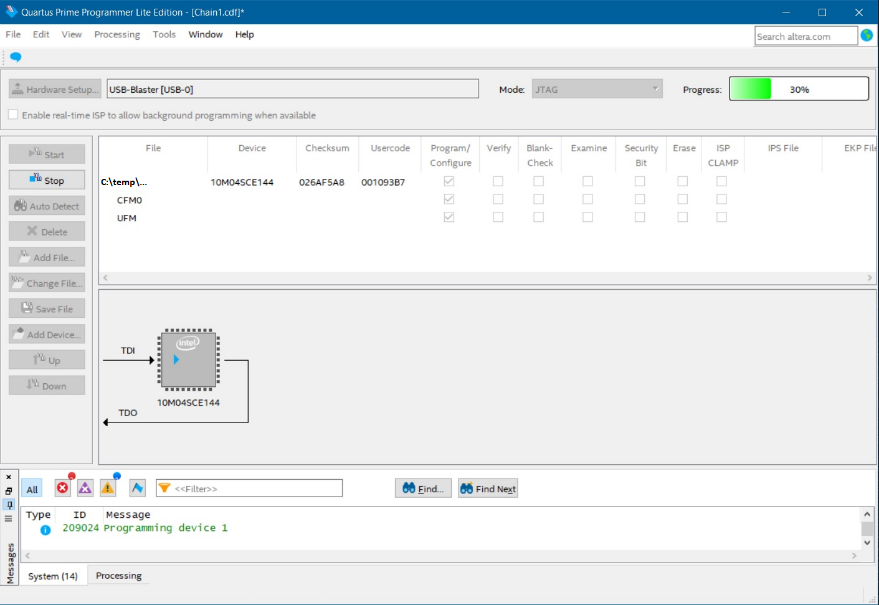 Quartus Prime Programmer Lite Edition - [Chain1.cdf]*
File Edit View Processing Tools Window Help
Search altera.com
Hardware Setup... USB-Blaster [USB-0] Mode: JTAG Progress: 30%
Enable real-time ISP to allow background programming when available
Start
Stop
Auto Detect
Delete
Add File...
Change File...
Save File
Add Device...
Up
Down
File Device Checksum Usercode Program/ Verify Blank- Examine Security Erase ISP IPS File EKP File
Configure Check Bit CLAMP
C:\temp\... 10M04SCE144 026AF5A8 001093B7
CFM0
UFM
TDI
intel
10M04SCE144
TDO
All <<Filter>> Find... Find Next
Type ID Message
209024 Programming device 1
Messages
System (14) Processing